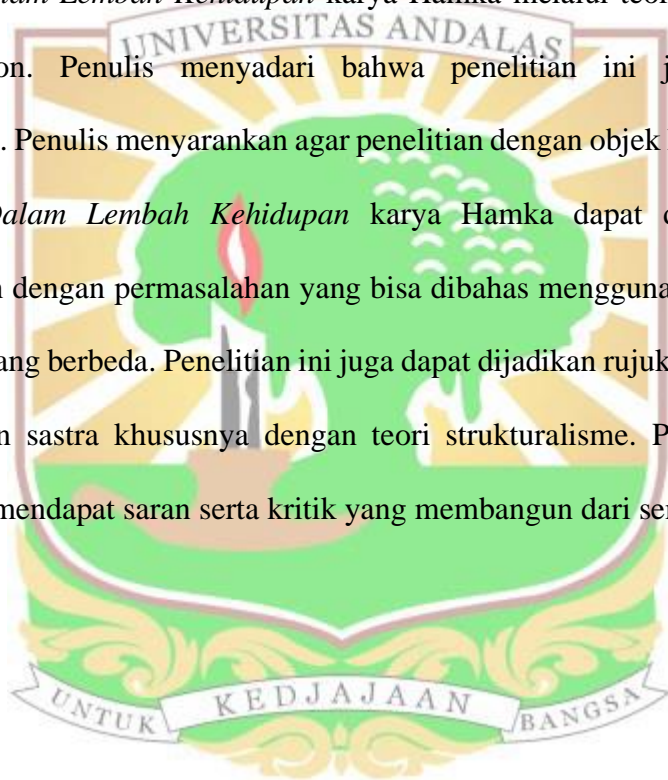 Dalam Lembah Kehidupan karya Hamka melalui teori
UNIVERSITAS ANDALAS
on. Penulis menyadari bahwa penelitian ini j
. Penulis menyarankan agar penelitian dengan objek
Dalam Lembah Kehidupan karya Hamka dapat d
n dengan permasalahan yang bisa dibahas mengguna
ang berbeda. Penelitian ini juga dapat dijadikan rujuk
n sastra khususnya dengan teori strukturalisme. P
mendapat saran serta kritik yang membangun dari se
UNTUK KEDJAJAAN BANGSA